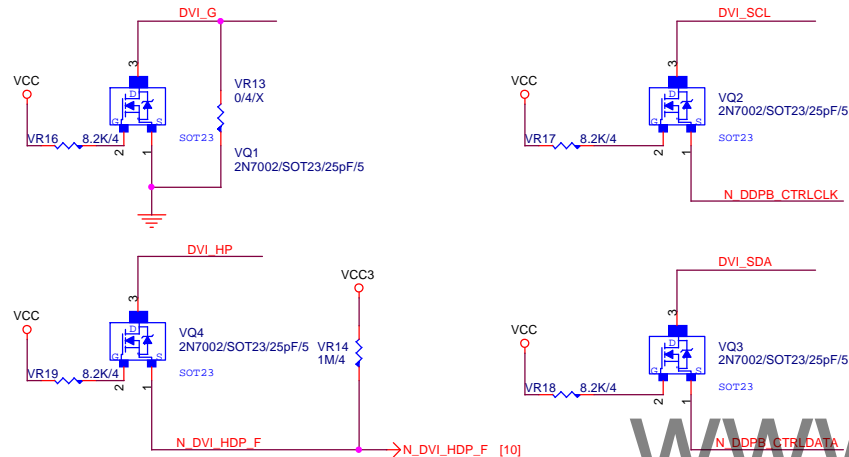 DVI_G
3
VCC
D
G
S
VR16
8.2K/4
2
1
SOT23
VR13
0/4/X
VQ1
2N7002/SOT23/25pF/5
DVI_SCL
3
VCC
D
G
S
VR17
8.2K/4
2
1
VQ2
2N7002/SOT23/25pF/5
SOT23
N_DDPB_CTRLCLK
DVI_HP
3
VCC
D
G
S
VR19
8.2K/4
2
1
VQ4
2N7002/SOT23/25pF/5
SOT23
VCC3
VR14
1M/4
N_DVI_HDP_F
N_DVI_HDP_F [10]
DVI_SDA
3
VCC
D
G
S
VR18
8.2K/4
2
1
VQ3
2N7002/SOT23/25pF/5
SOT23
N_DDPB_CTRLDATA